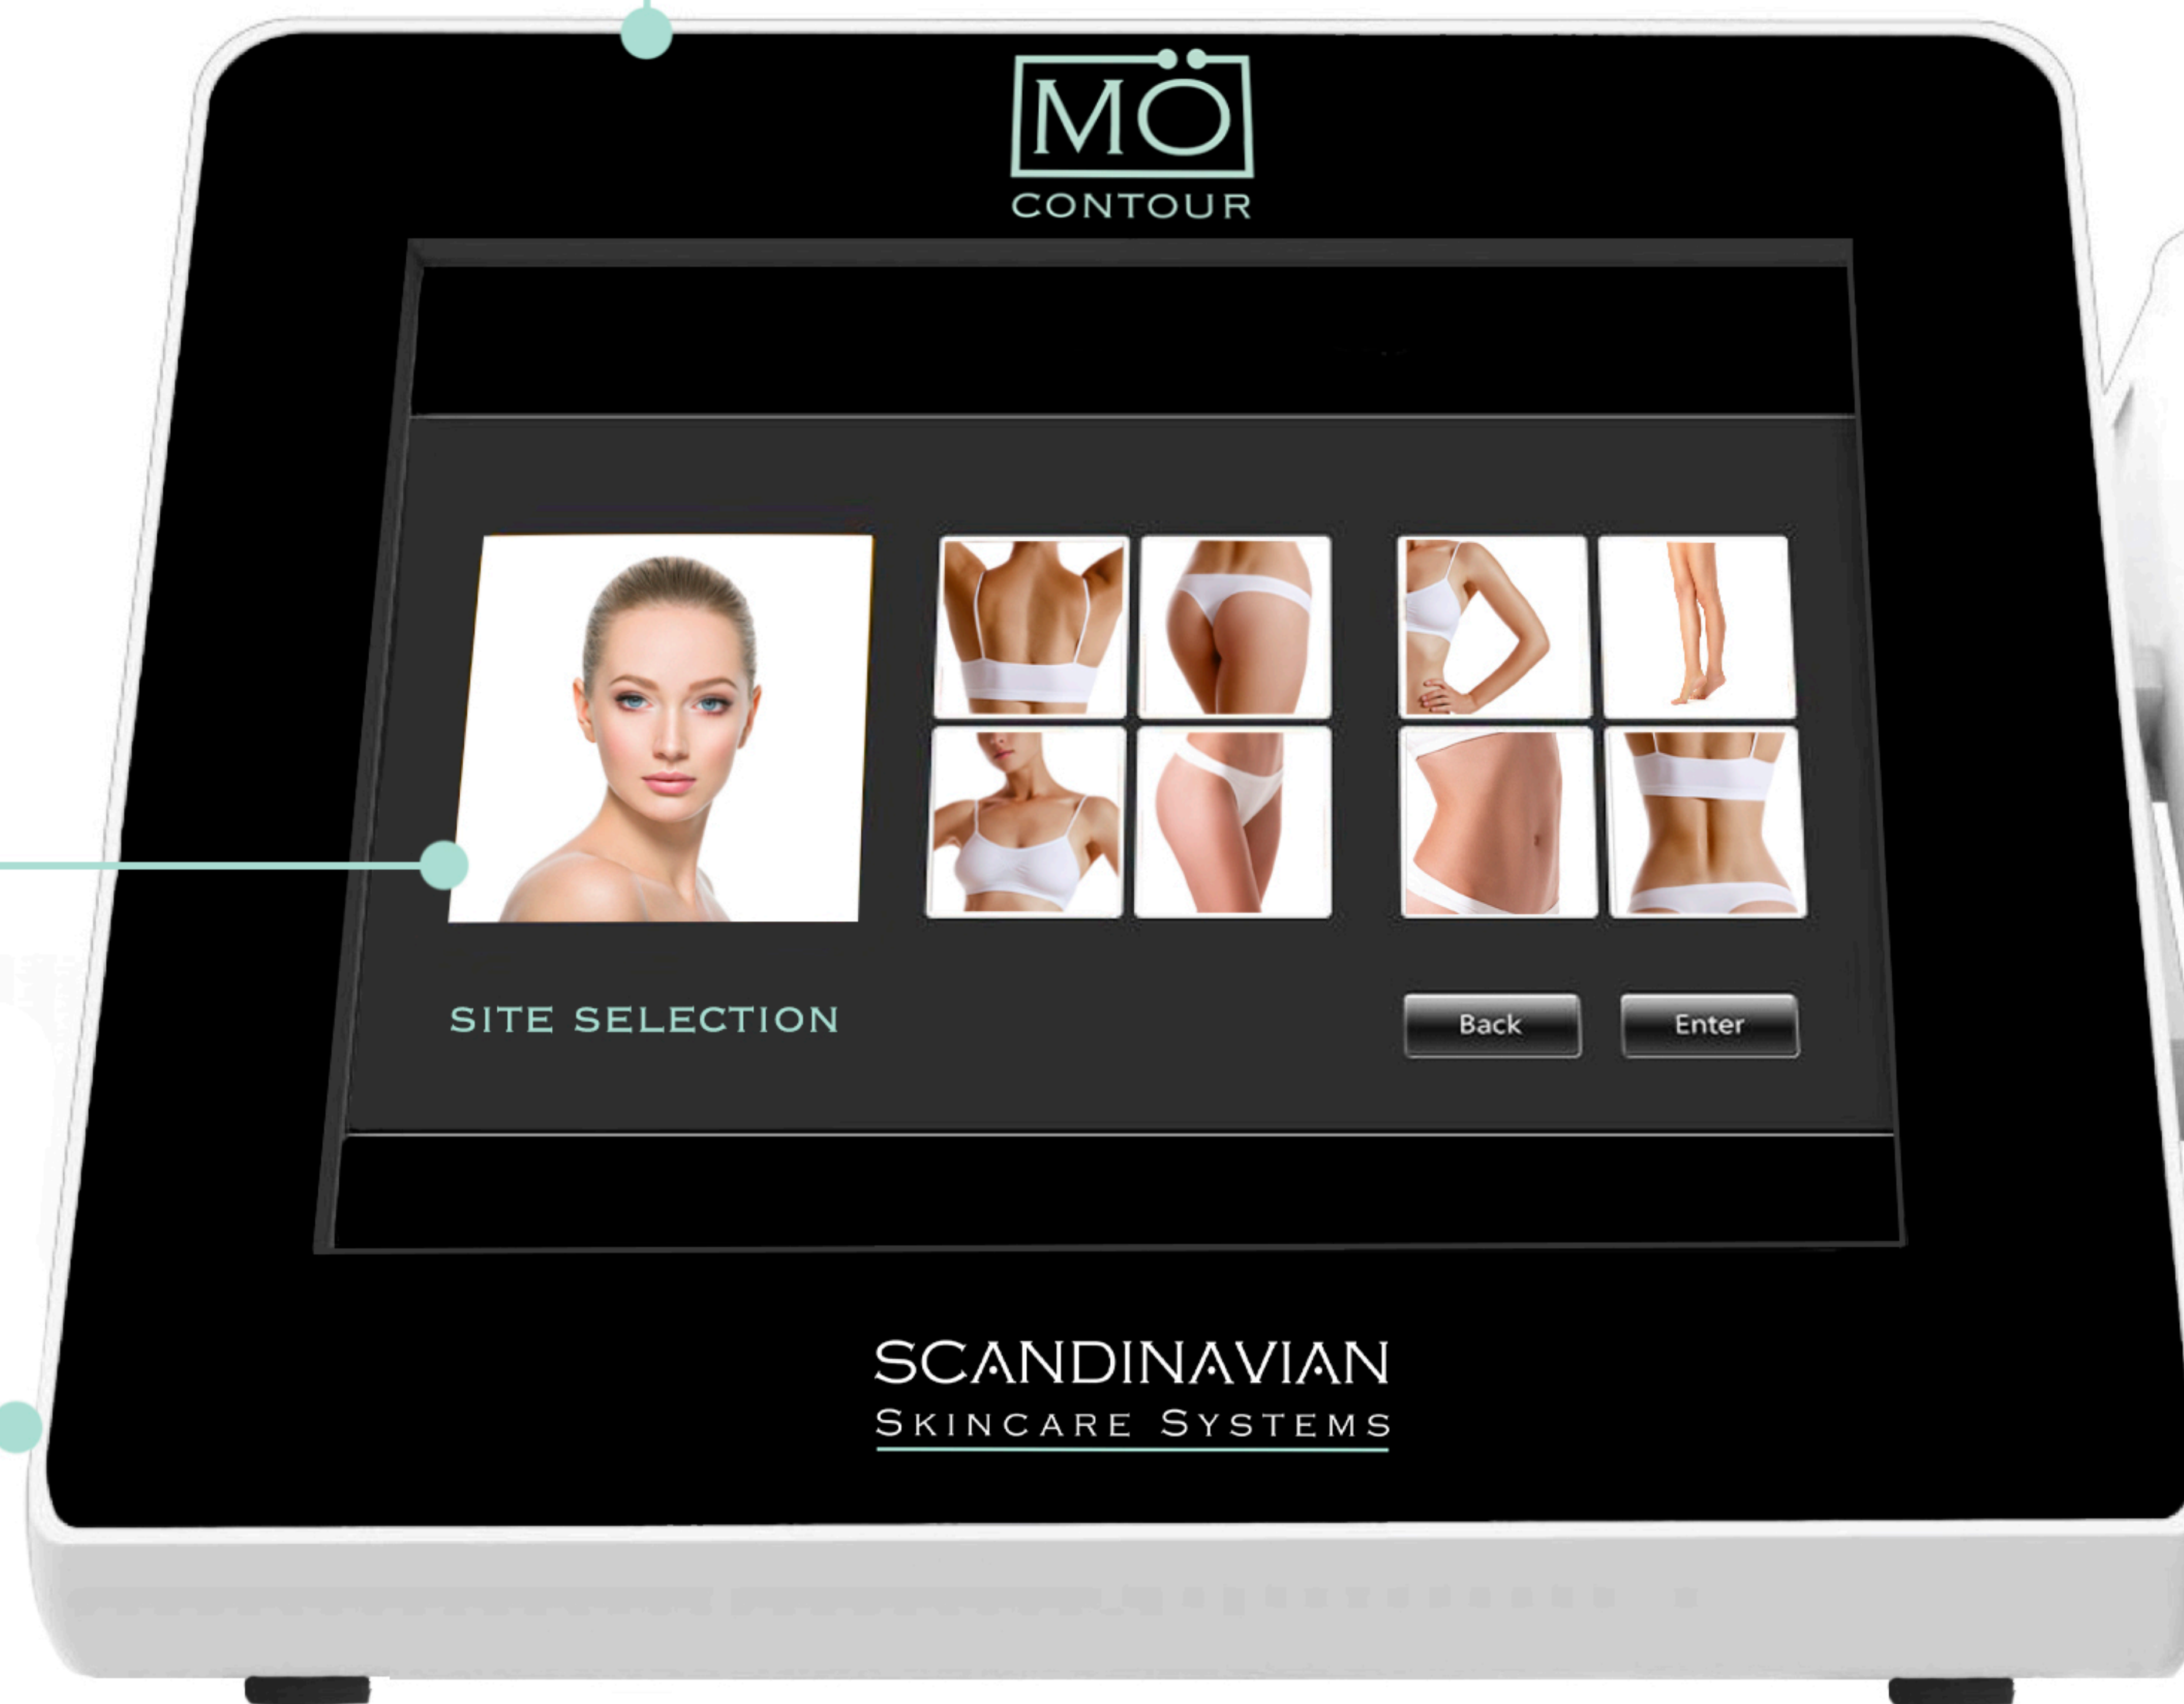 MÖ
CONTOUR
SITE SELECTION
Back
Enter
SCANDINAVIAN
SKINCARE SYSTEMS